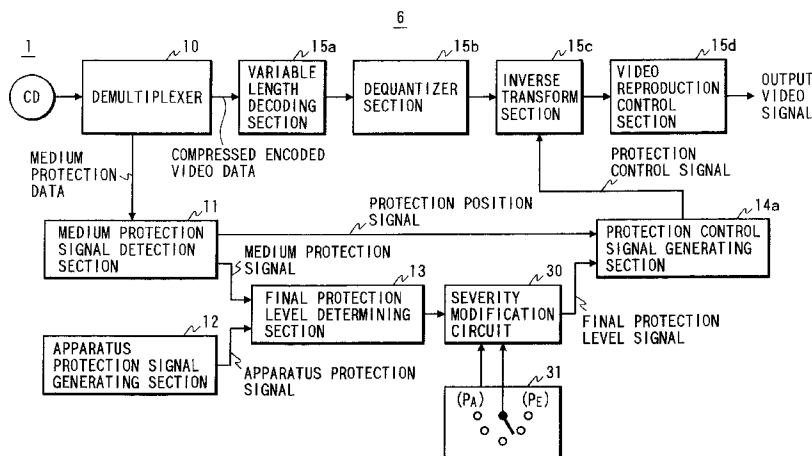 1
6
10
15a
15b
15c
15d
CD
DEMULTIPLEXER
VARIABLE
LENGTH
DECODING
SECTION
DEQUANTIZER
SECTION
INVERSE
TRANSFORM
SECTION
VIDEO
REPRODUCTION
CONTROL
SECTION
OUTPUT
VIDEO
SIGNAL
MEDIUM
PROTECTION
DATA
COMPRESSED ENCODED
VIDEO DATA
PROTECTION
CONTROL SIGNAL
11
MEDIUM PROTECTION
SIGNAL DETECTION
SECTION
PROTECTION POSITION
SIGNAL
14a
PROTECTION CONTROL
SIGNAL GENERATING
SECTION
MEDIUM PROTECTION
SIGNAL
13
FINAL PROTECTION
LEVEL DETERMINING
SECTION
30
SEVERITY
MODIFICATION
CIRCUIT
FINAL PROTECTION
LEVEL SIGNAL
12
APPARATUS
PROTECTION SIGNAL
GENERATING SECTION
APPARATUS PROTECTION
SIGNAL
31
(PA) (PE)